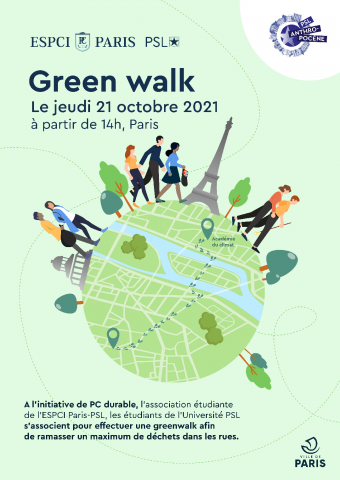 ESPCI PARIS PSL
PSL
ANTHRO-
POCÈNE
Green walk
Le jeudi 21 octobre 2021
à partir de 14h, Paris
Académie
du climat
A l'initiative de PC durable, l'association étudiante
de l'ESPCI Paris-PSL, les étudiants de l'Université PSL
s'associent pour effectuer une greenwalk afin
de ramasser un maximum de déchets dans les rues.
VILLE DE
PARIS